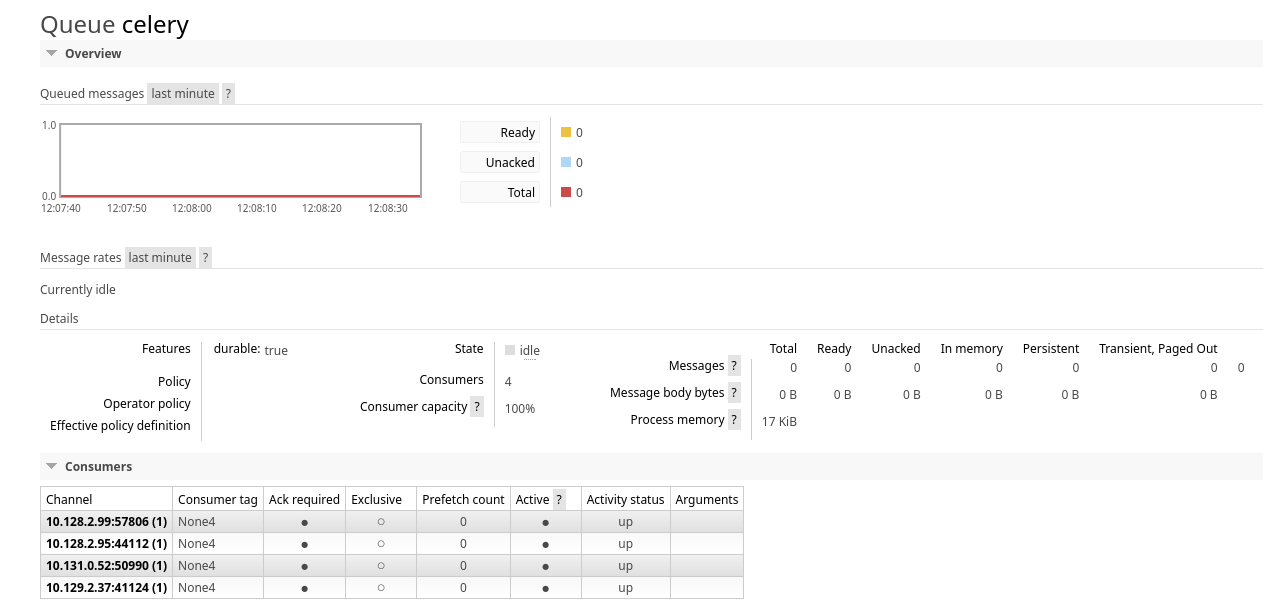 Queue celery
Overview
Queued messages last minute ?
1.0
0.0
12:07:40 12:07:50 12:08:00 12:08:10 12:08:20 12:08:30
Ready 0
Unacked 0
Total 0
Message rates last minute ?
Currently idle
Details
Features durable: true
Policy
Operator policy
Effective policy definition
State idle
Consumers 4
Consumer capacity ? 100%
Total Ready Unacked In memory Persistent Transient, Paged Out
Messages ? 0 0 0 0 0 0 0
Message body bytes ? 0 B 0 B 0 B 0 B 0 B 0 B
Process memory ? 17 KiB
Consumers
Channel Consumer tag Ack required Exclusive Prefetch count Active ? Activity status Arguments
10.128.2.99:57806 (1) None4 ● ○ 0 ● up
10.128.2.95:44112 (1) None4 ● ○ 0 ● up
10.131.0.52:50990 (1) None4 ● ○ 0 ● up
10.129.2.37:41124 (1) None4 ● ○ 0 ● up